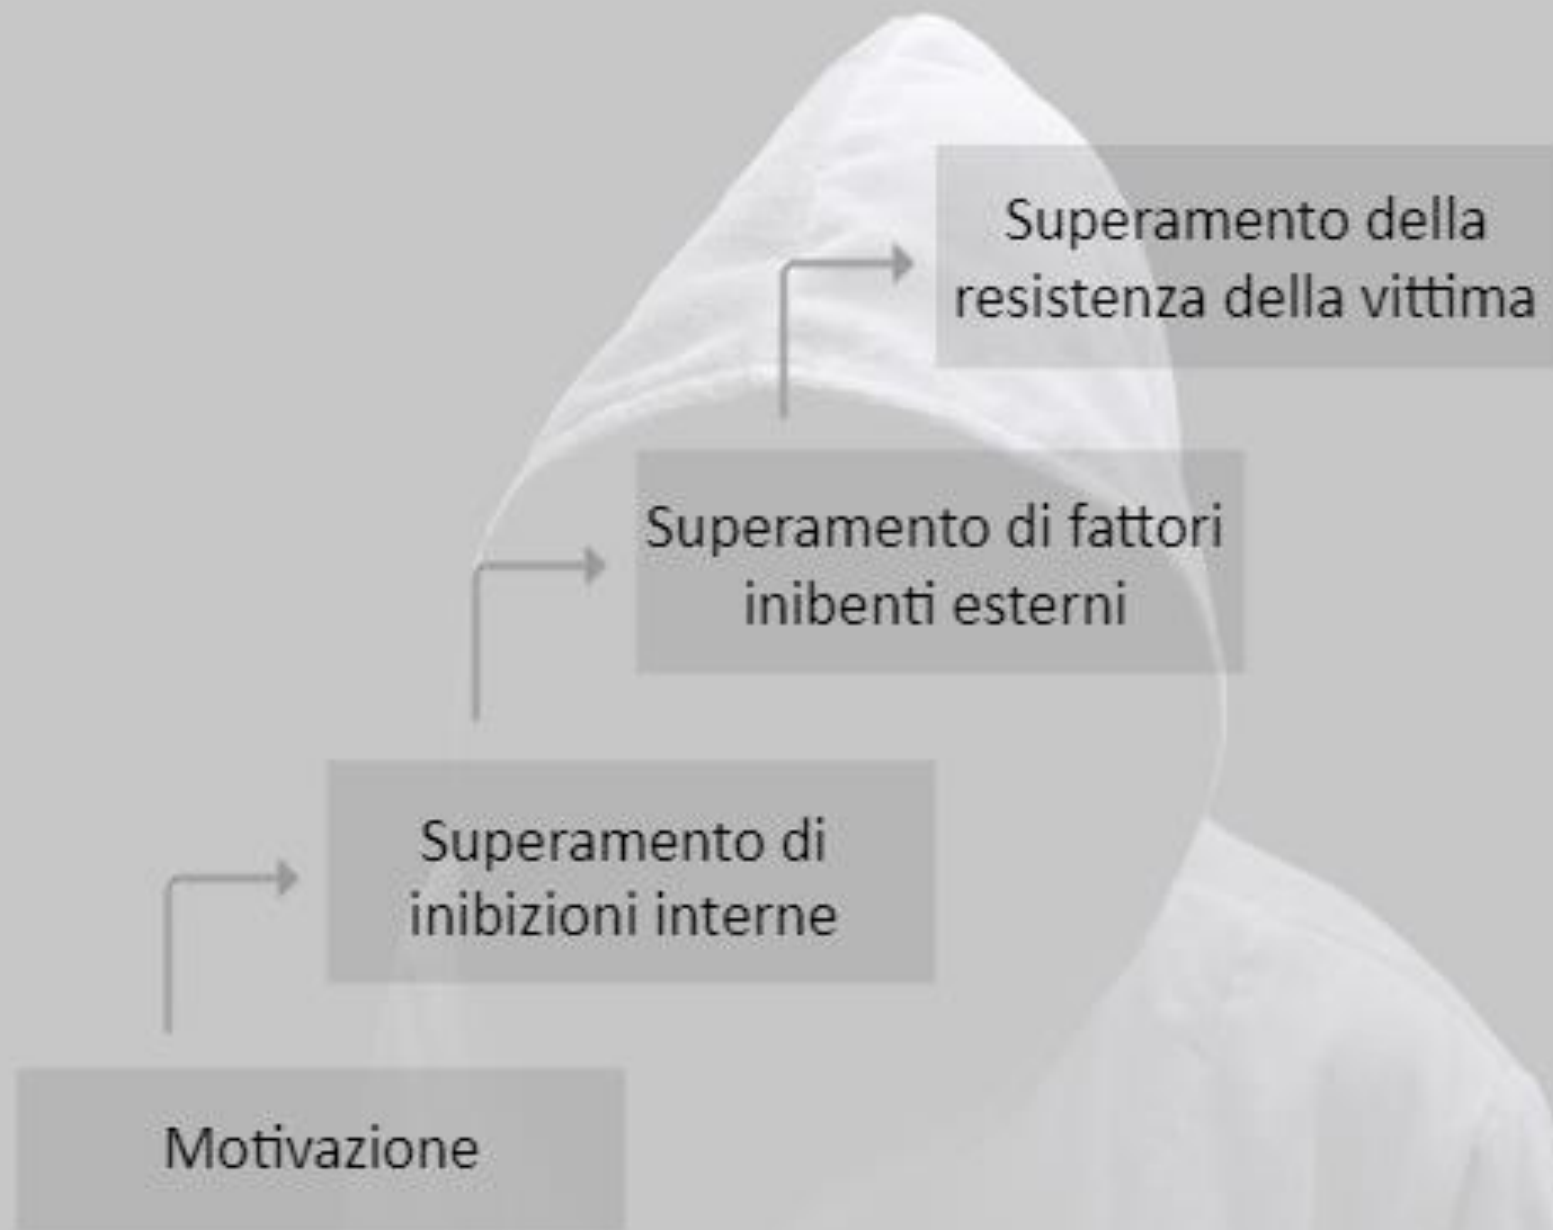 Superamento della
resistenza della vittima
Superamento di fattori
inibenti esterni
Superamento di
inibizioni interne
Motivazione